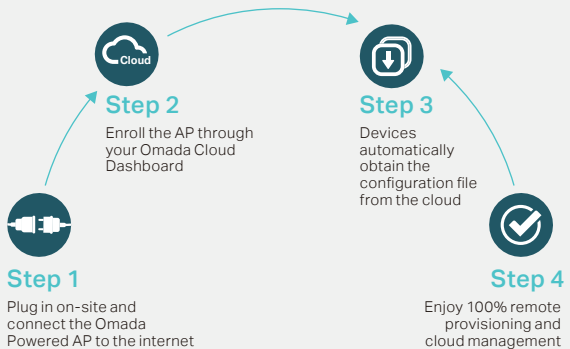 Cloud
Step 2
Enroll the AP through
your Omada Cloud
Dashboard
Step 3
Devices
automatically
obtain the
configuration file
from the cloud
Step 1
Plug in on-site and
connect the Omada
Powered AP to the internet
Step 4
Enjoy 100% remote
provisioning and
cloud management